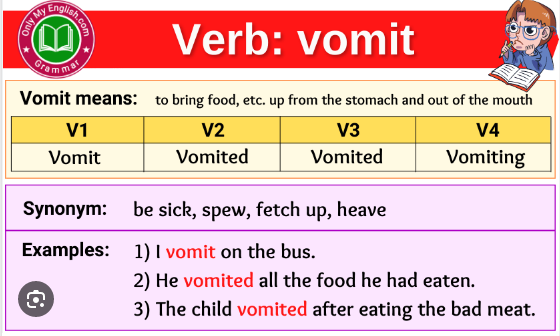 Only My English.com
Grammar
Verb: vomit
Vomit means: to bring food, etc. up from the stomach and out of the mouth
V1 V2 V3 V4
Vomit Vomited Vomited Vomiting
Synonym: be sick, spew, fetch up, heave
Examples: 1) I vomit on the bus.
2) He vomited all the food he had eaten.
3) The child vomited after eating the bad meat.